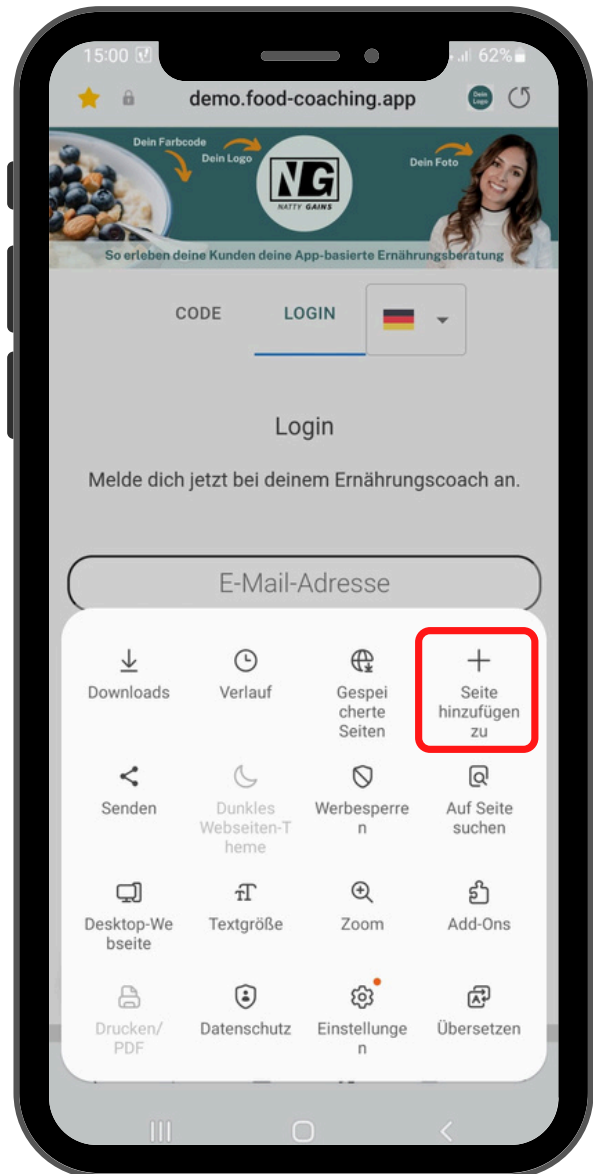 15:00 62%
demo.food-coaching.app
Dein Logo
Dein Farbcode
Dein Logo
Dein Foto
NG
NATTY GAINS
So erleben deine Kunden deine App-basierte Ernährungsberatung
CODE LOGIN
Login
Melde dich jetzt bei deinem Ernährungscoach an.
E-Mail-Adresse
Downloads
Verlauf
Gespei
cherte
Seiten
Seite
hinzufügen
zu
Senden
Dunkles
Webseiten-T
heme
Werbesperre
n
Auf Seite
suchen
Desktop-We
bseite
Textgröße
Zoom
Add-Ons
Drucken/
PDF
Datenschutz
Einstellunge
n
Übersetzen